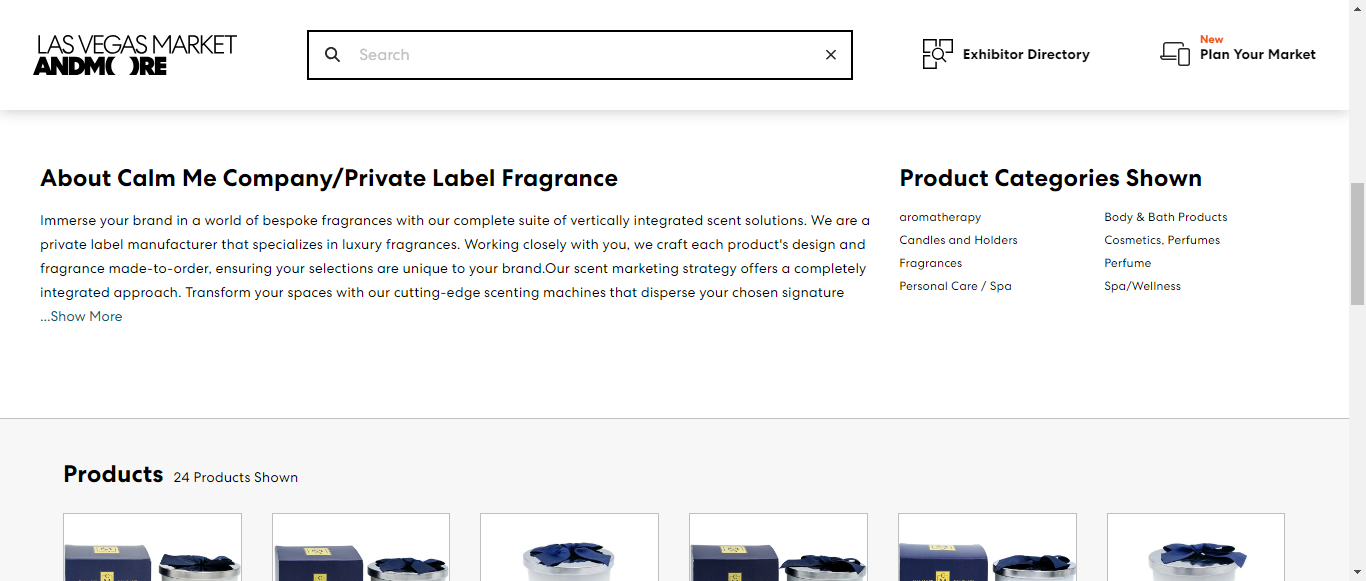 LAS VEGAS MARKET
ANDMORE
Search
Exhibitor Directory
New
Plan Your Market
About Calm Me Company/Private Label Fragrance
Immerse your brand in a world of bespoke fragrances with our complete suite of vertically integrated scent solutions. We are a
private label manufacturer that specializes in luxury fragrances. Working closely with you, we craft each product's design and
fragrance made-to-order, ensuring your selections are unique to your brand.Our scent marketing strategy offers a completely
integrated approach. Transform your spaces with our cutting-edge scenting machines that disperse your chosen signature
...Show More
Product Categories Shown
aromatherapy
Body & Bath Products
Candles and Holders
Cosmetics, Perfumes
Fragrances
Perfume
Personal Care / Spa
Spa/Wellness
Products 24 Products Shown